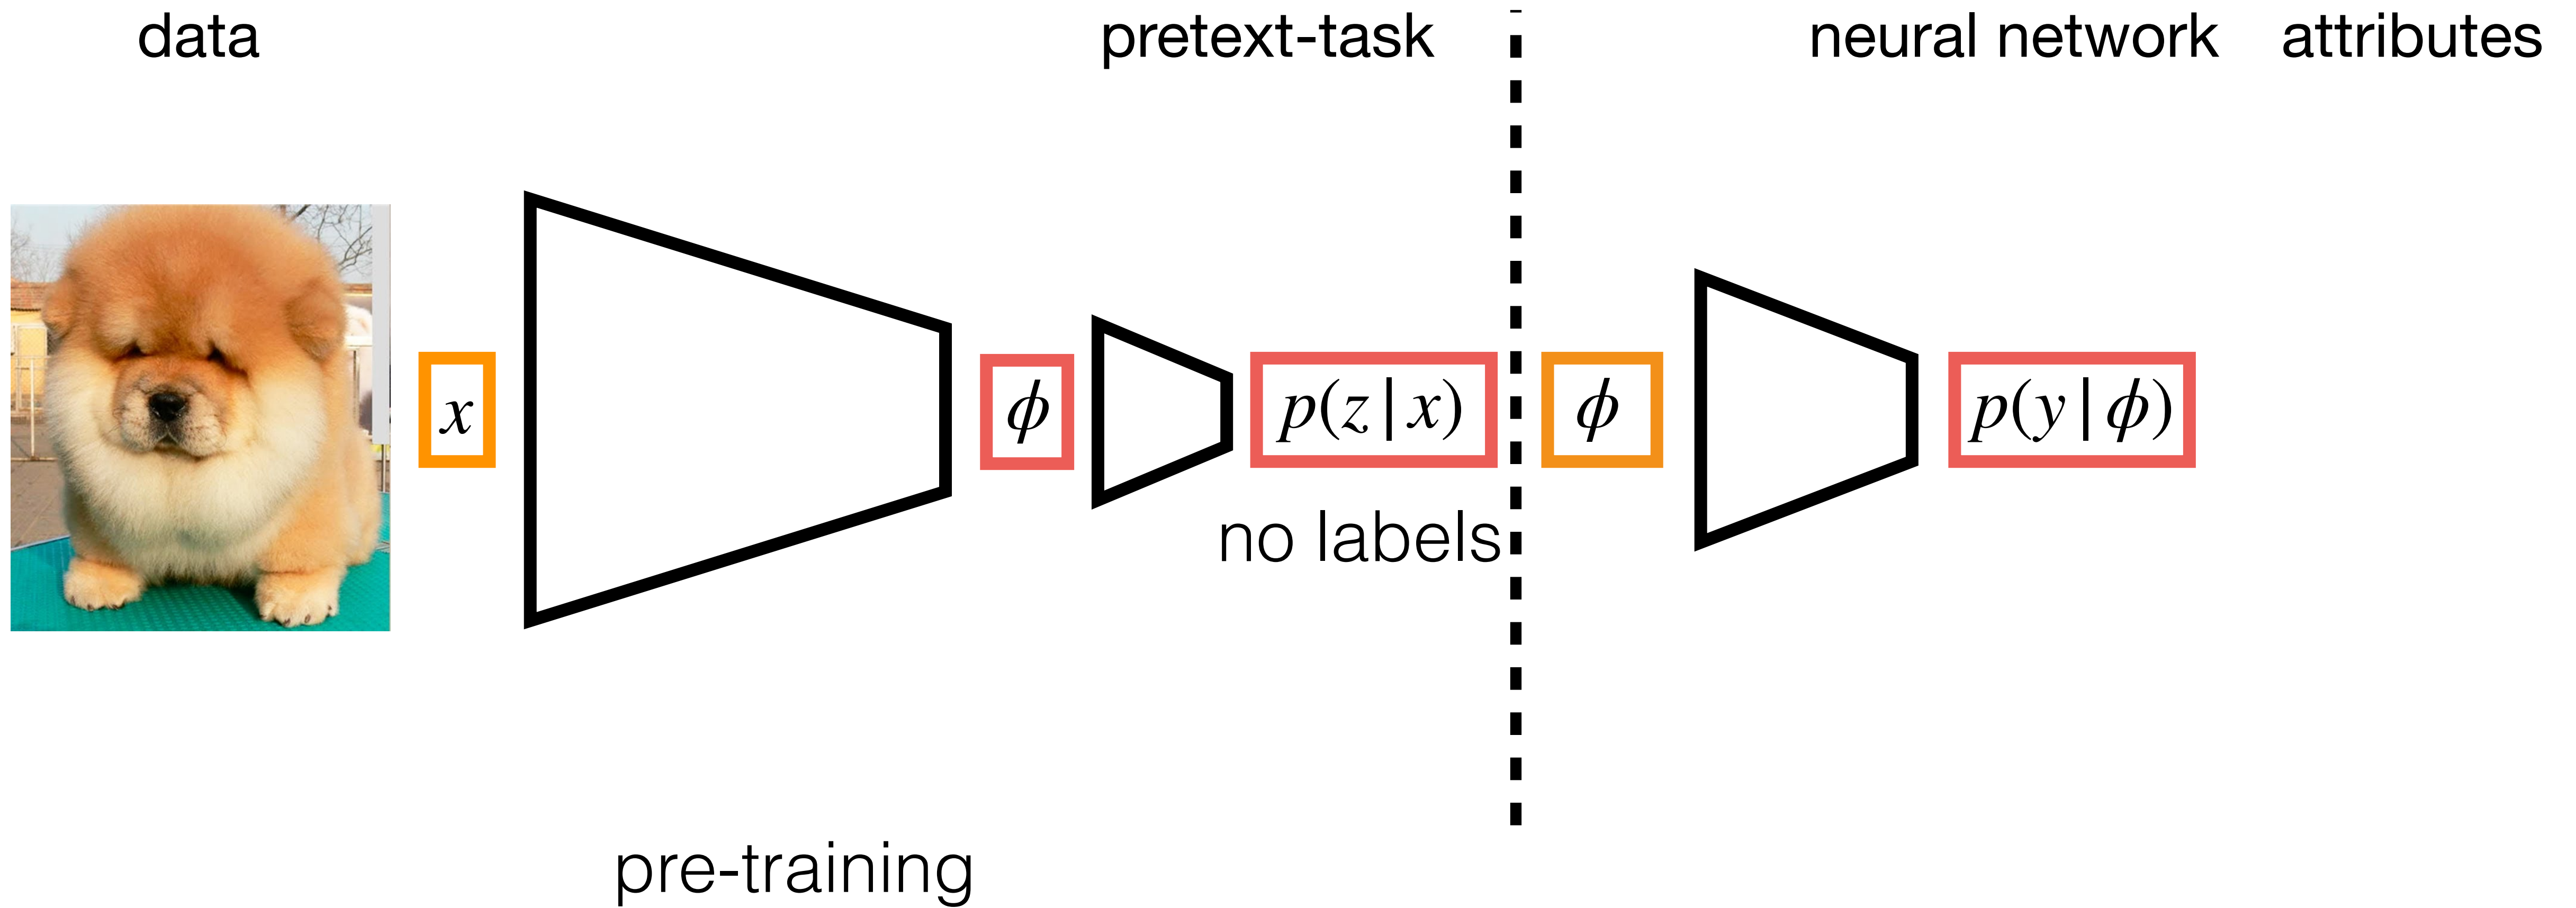 data
pretext-task
neural network
attributes
x
ϕ
p(z|x)
ϕ
p(y|ϕ)
no labels
pre-training